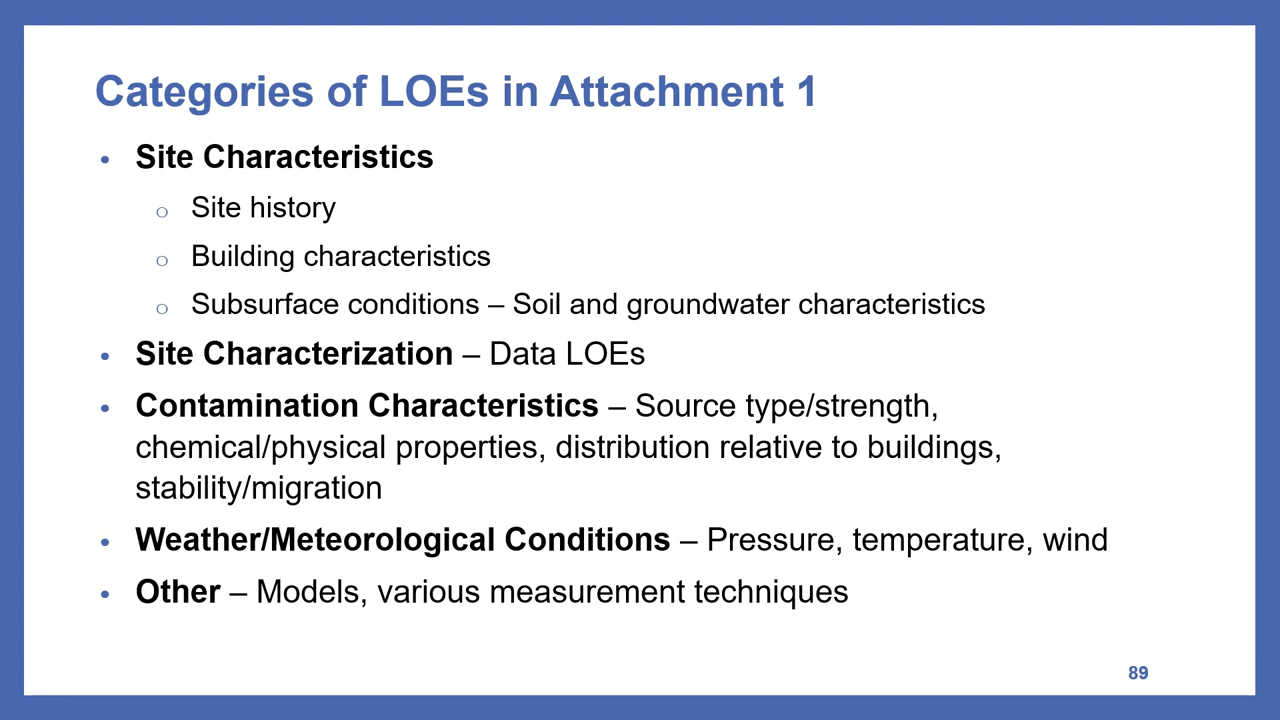 Categories of LOEs in Attachment 1
• Site Characteristics
○ Site history
○ Building characteristics
○ Subsurface conditions – Soil and groundwater characteristics
• Site Characterization – Data LOEs
• Contamination Characteristics – Source type/strength,
chemical/physical properties, distribution relative to buildings,
stability/migration
• Weather/Meteorological Conditions – Pressure, temperature, wind
• Other – Models, various measurement techniques
89